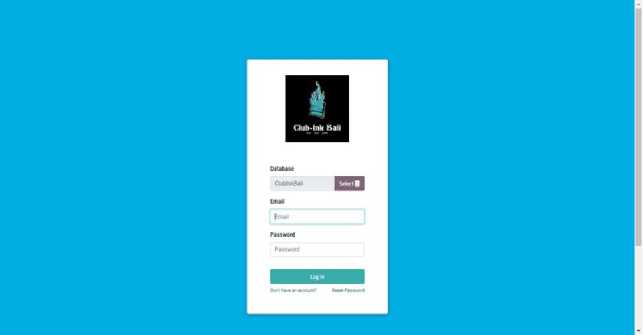 Club-Ink Bali
Database
ClubInkBali
Select
Email
Email
Password
Password
Log in
Don't have an account?
Reset Password